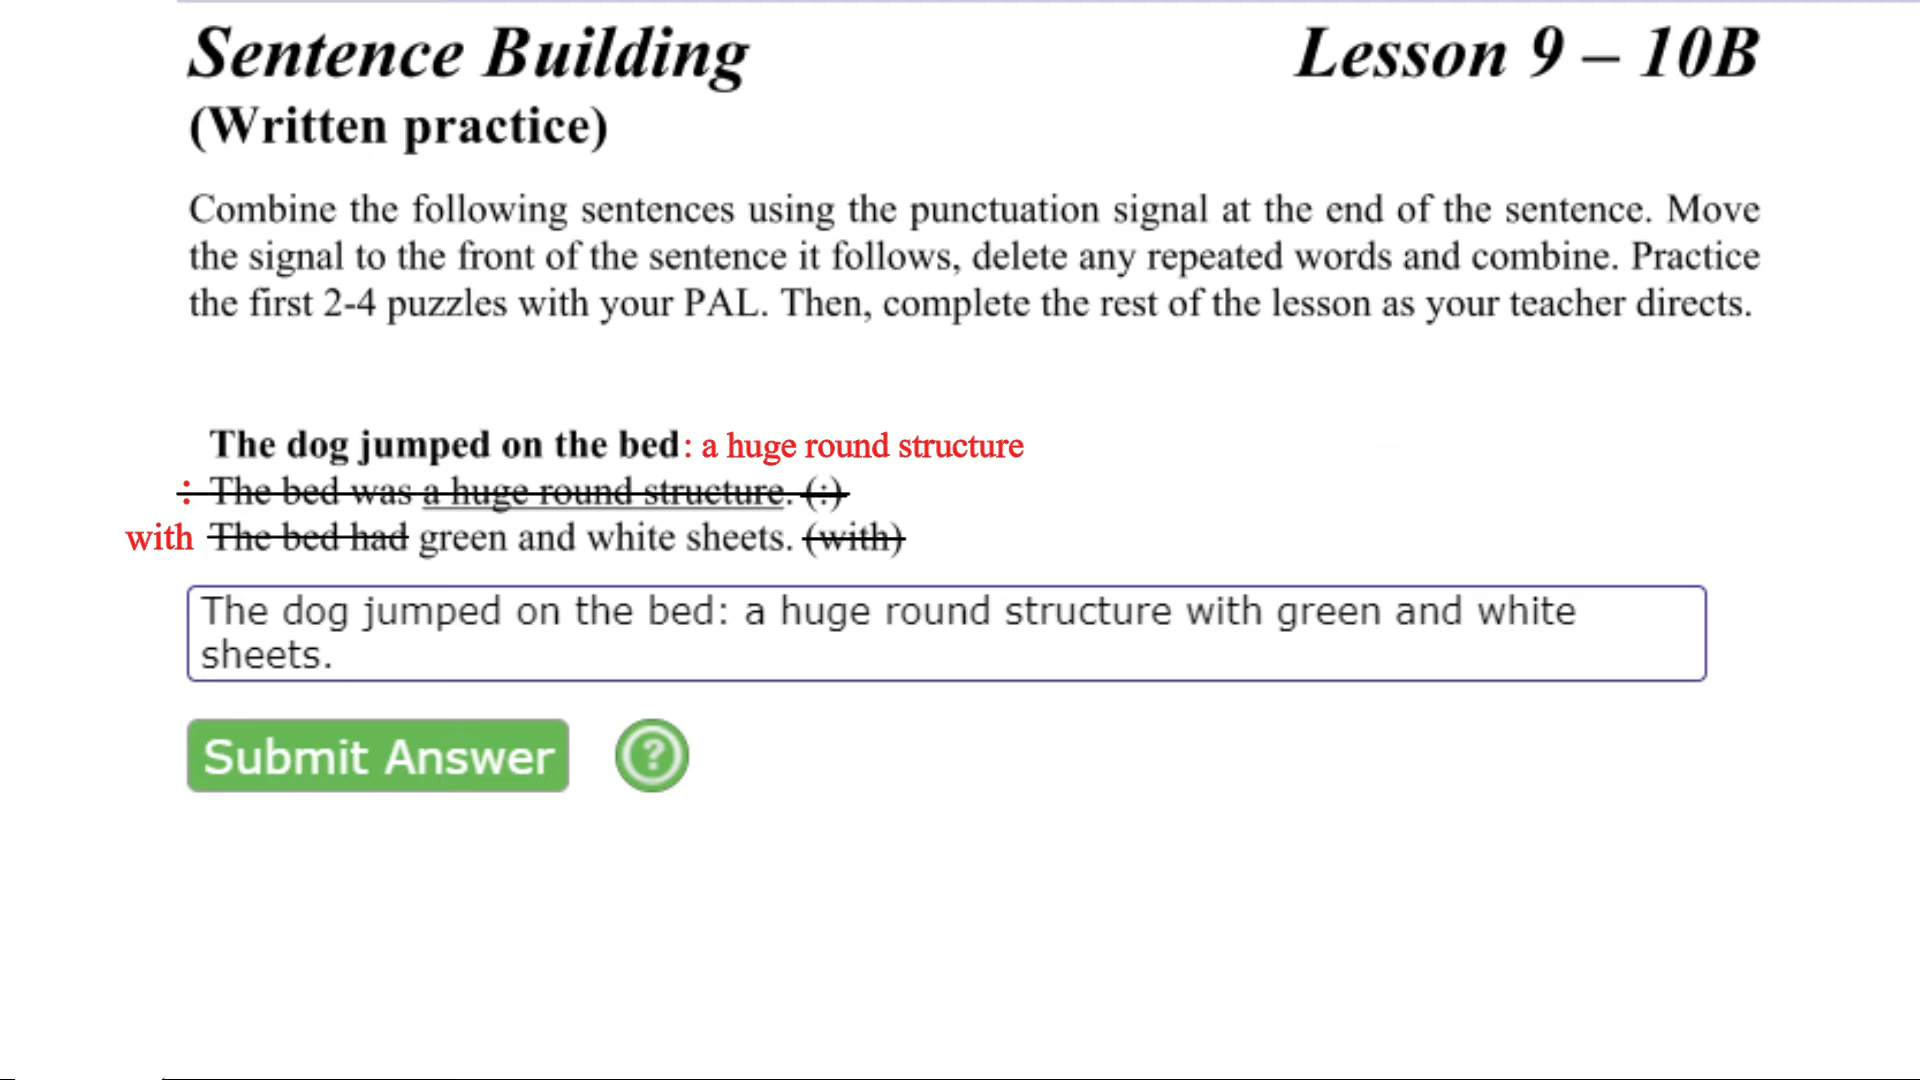 Sentence Building Lesson 9 – 10B
(Written practice)
Combine the following sentences using the punctuation signal at the end of the sentence. Move
the signal to the front of the sentence it follows, delete any repeated words and combine. Practice
the first 2-4 puzzles with your PAL. Then, complete the rest of the lesson as your teacher directs.
The dog jumped on the bed: a huge round structure
: The bed was a huge round structure. (:)
with The bed had green and white sheets. (with)
The dog jumped on the bed: a huge round structure with green and white
sheets.
Submit Answer ?